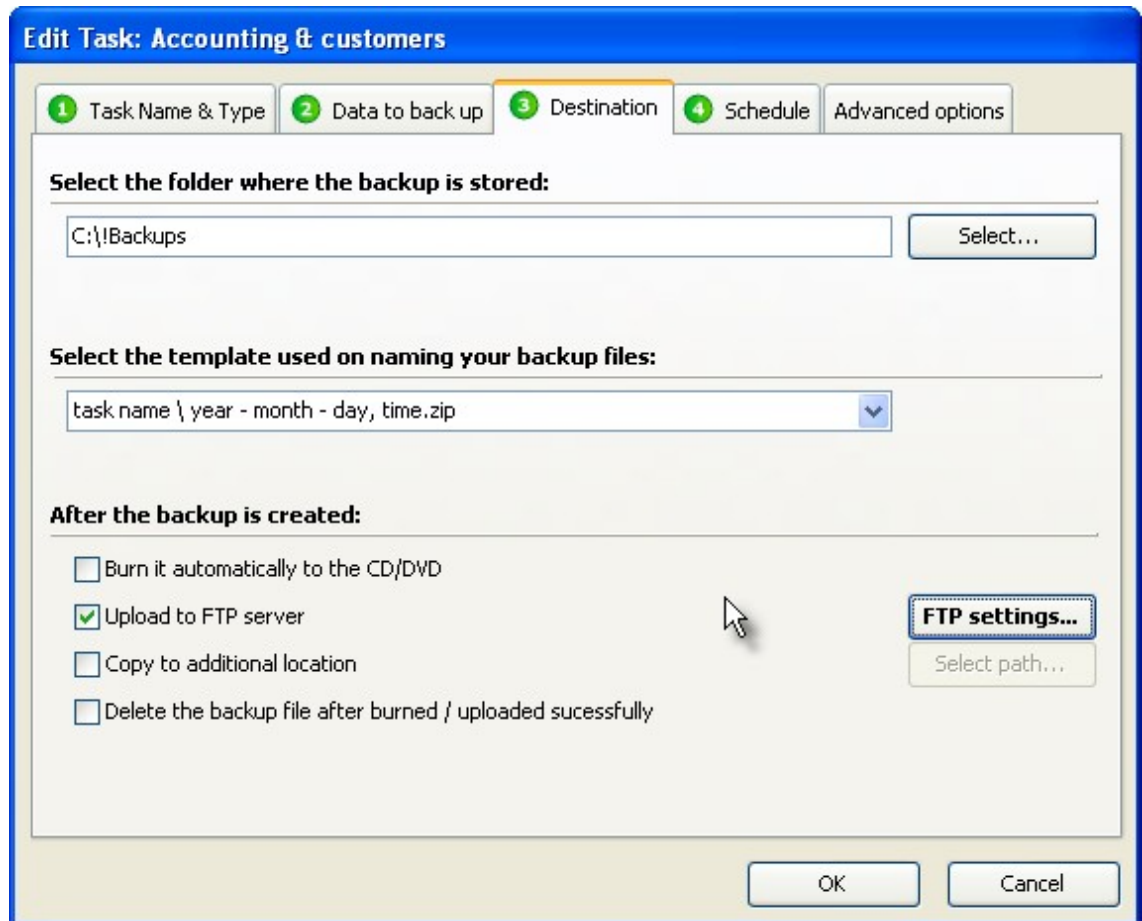 Edit Task: Accounting & customers
1 Task Name & Type 2 Data to back up 3 Destination 4 Schedule Advanced options
Select the folder where the backup is stored:
C:\!Backups Select...
Select the template used on naming your backup files:
task name \ year - month - day, time.zip
After the backup is created:
Burn it automatically to the CD/DVD
Upload to FTP server FTP settings...
Copy to additional location Select path...
Delete the backup file after burned / uploaded sucessfully
OK Cancel